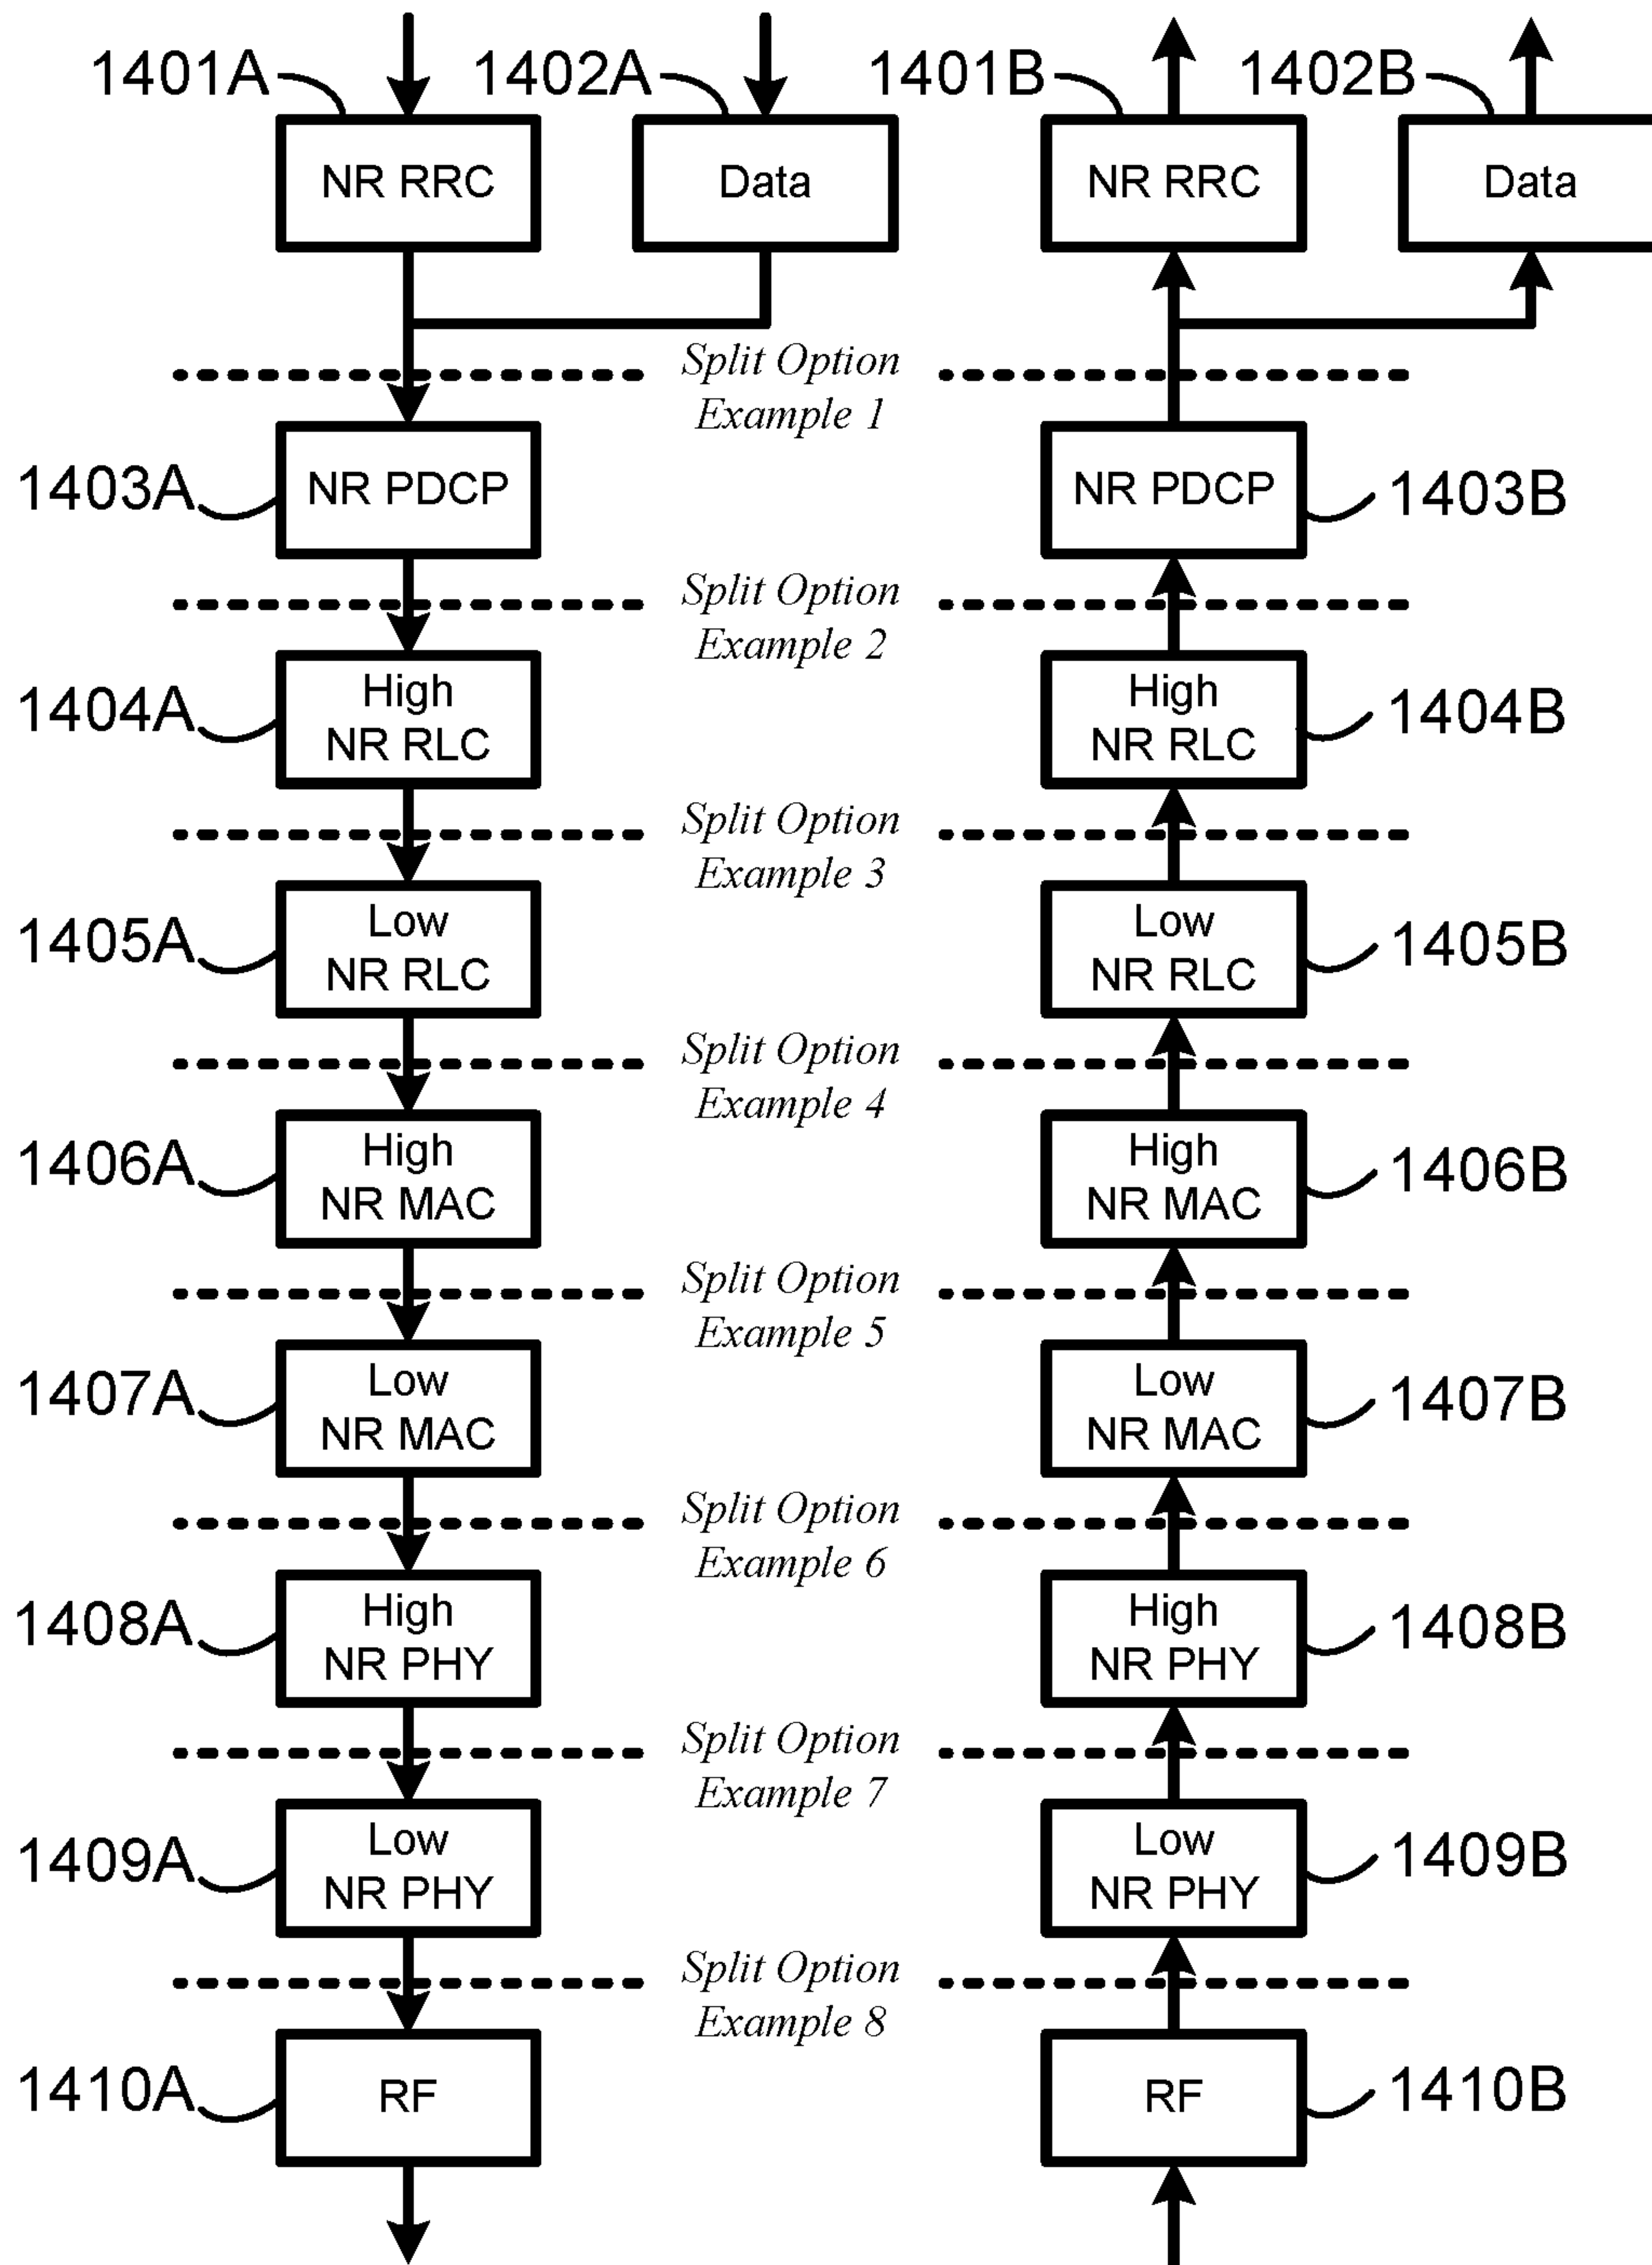 1401A 1402A 1401B 1402B
NR RRC Data NR RRC Data
Split Option
Example 1
1403A NR PDCP NR PDCP 1403B
Split Option
Example 2
1404A High NR RLC High NR RLC 1404B
Split Option
Example 3
1405A Low NR RLC Low NR RLC 1405B
Split Option
Example 4
1406A High NR MAC High NR MAC 1406B
Split Option
Example 5
1407A Low NR MAC Low NR MAC 1407B
Split Option
Example 6
1408A High NR PHY High NR PHY 1408B
Split Option
Example 7
1409A Low NR PHY Low NR PHY 1409B
Split Option
Example 8
1410A RF RF 1410B